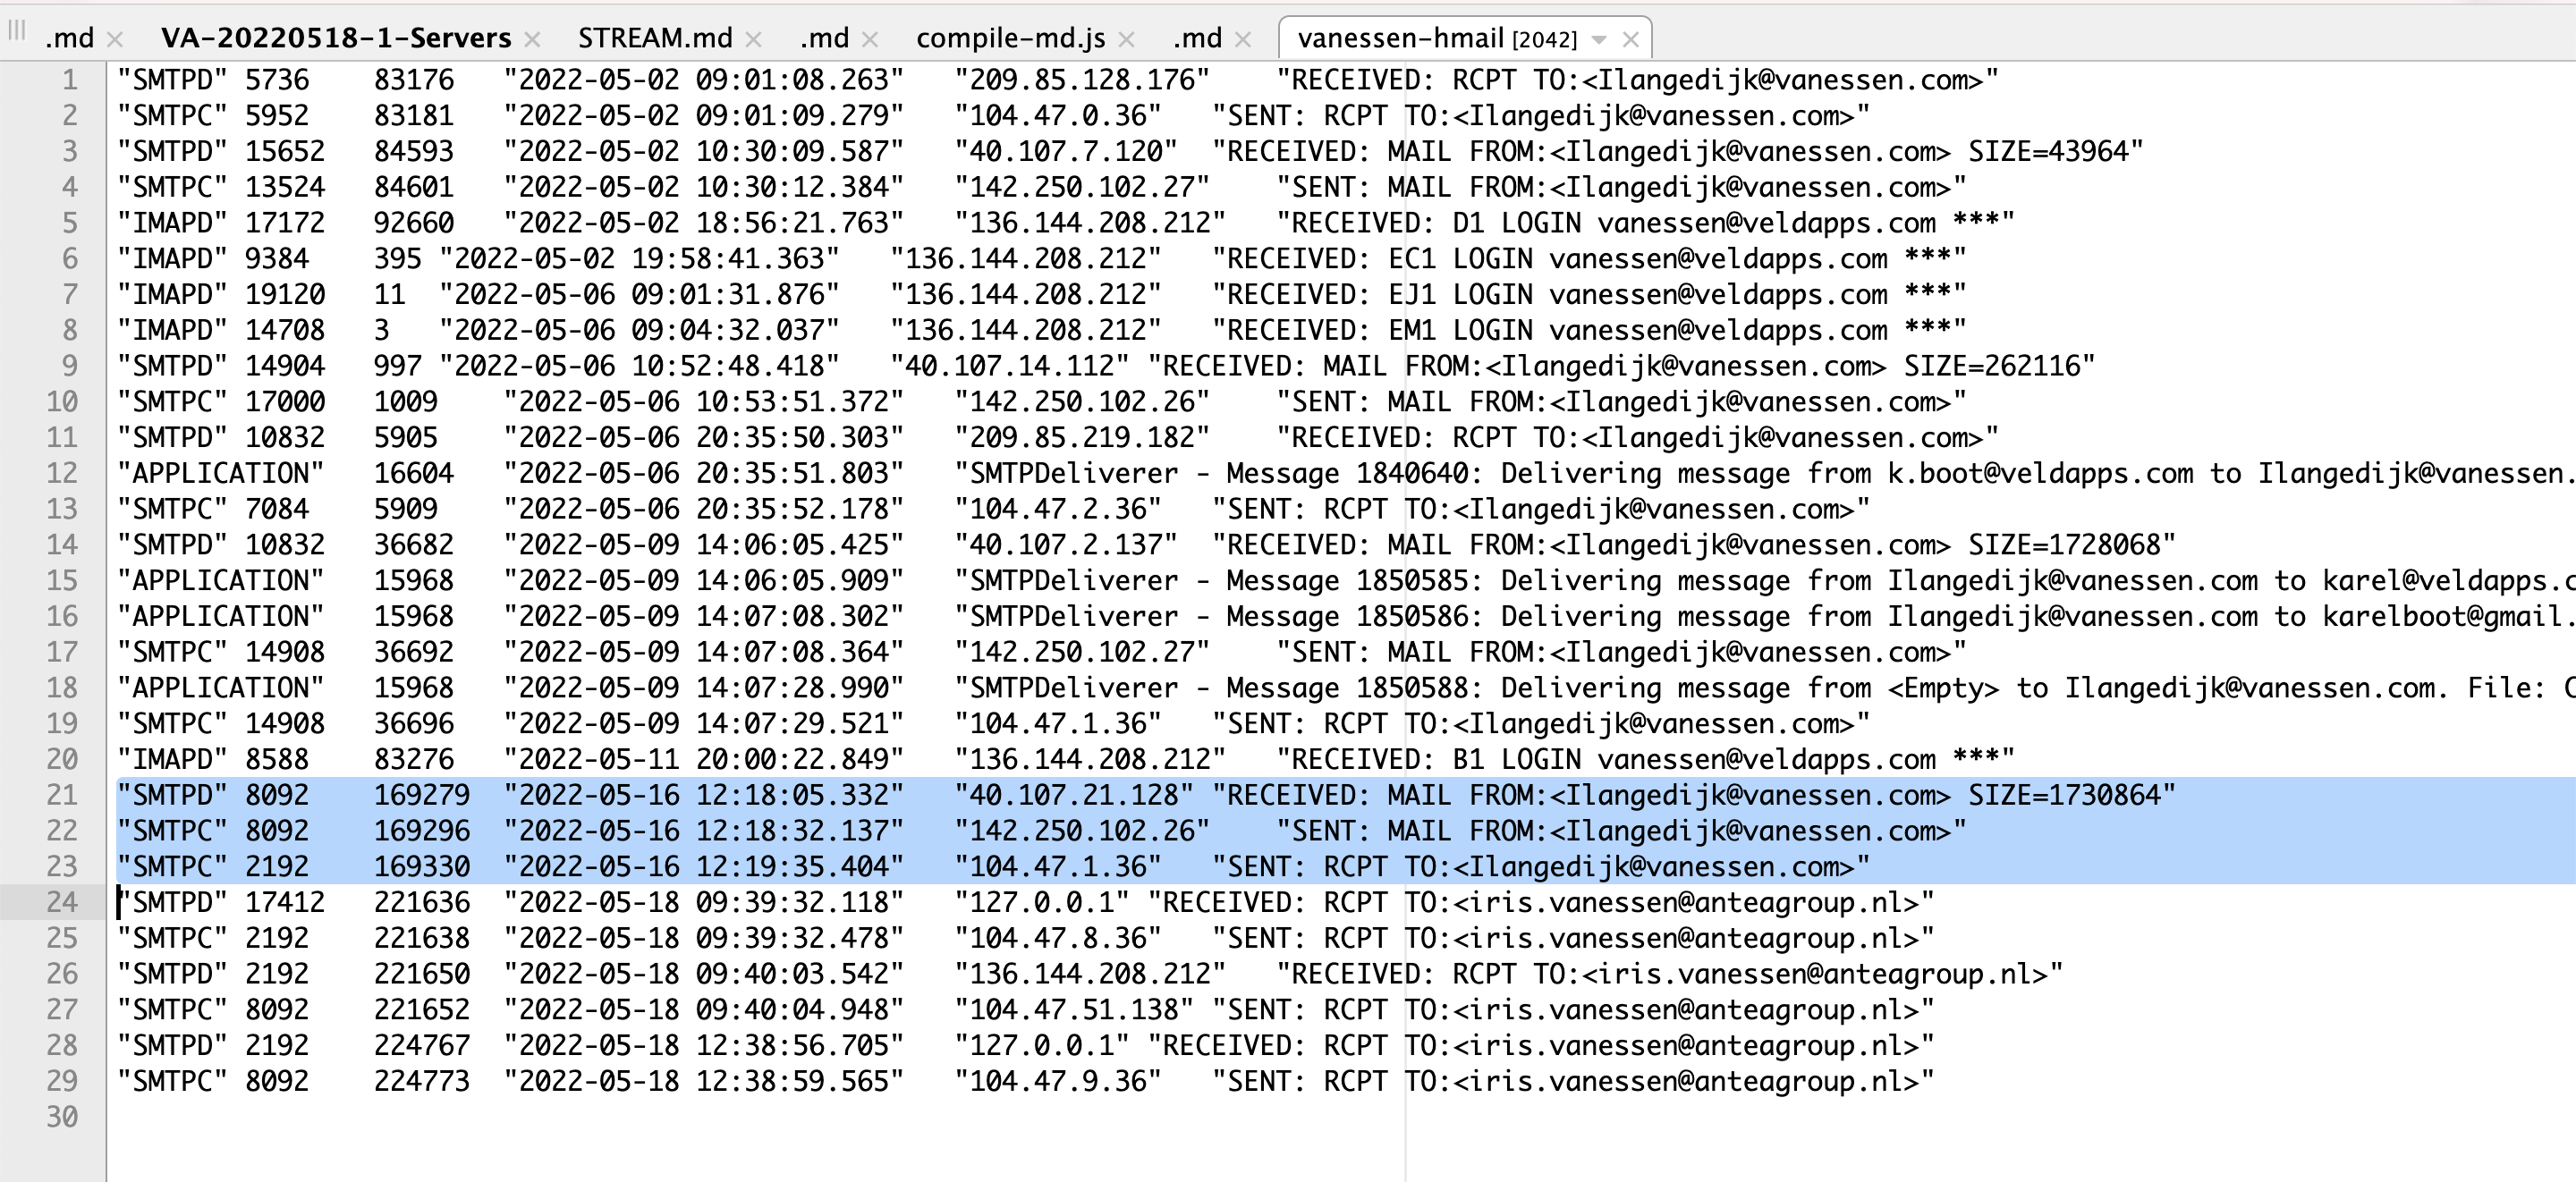 .md × VA-20220518-1-Servers × STREAM.md × .md × compile-md.js × .md × vanessen-hmail [2042] ×
1 "SMTPD" 5736 83176 "2022-05-02 09:01:08.263" "209.85.128.176" "RECEIVED: RCPT TO:<Ilangedijk@vanessen.com>"
2 "SMTPC" 5952 83181 "2022-05-02 09:01:09.279" "104.47.0.36" "SENT: RCPT TO:<Ilangedijk@vanessen.com>"
3 "SMTPD" 15652 84593 "2022-05-02 10:30:09.587" "40.107.7.120" "RECEIVED: MAIL FROM:<Ilangedijk@vanessen.com> SIZE=43964"
4 "SMTPC" 13524 84601 "2022-05-02 10:30:12.384" "142.250.102.27" "SENT: MAIL FROM:<Ilangedijk@vanessen.com>"
5 "IMAPD" 17172 92660 "2022-05-02 18:56:21.763" "136.144.208.212" "RECEIVED: D1 LOGIN vanessen@veldapps.com ***"
6 "IMAPD" 9384 395 "2022-05-02 19:58:41.363" "136.144.208.212" "RECEIVED: EC1 LOGIN vanessen@veldapps.com ***"
7 "IMAPD" 19120 11 "2022-05-06 09:01:31.876" "136.144.208.212" "RECEIVED: EJ1 LOGIN vanessen@veldapps.com ***"
8 "IMAPD" 14708 3 "2022-05-06 09:04:32.037" "136.144.208.212" "RECEIVED: EM1 LOGIN vanessen@veldapps.com ***"
9 "SMTPD" 14904 997 "2022-05-06 10:52:48.418" "40.107.14.112" "RECEIVED: MAIL FROM:<Ilangedijk@vanessen.com> SIZE=262116"
10 "SMTPC" 17000 1009 "2022-05-06 10:53:51.372" "142.250.102.26" "SENT: MAIL FROM:<Ilangedijk@vanessen.com>"
11 "SMTPD" 10832 5905 "2022-05-06 20:35:50.303" "209.85.219.182" "RECEIVED: RCPT TO:<Ilangedijk@vanessen.com>"
12 "APPLICATION" 16604 "2022-05-06 20:35:51.803" "SMTPDeliverer - Message 1840640: Delivering message from k.boot@veldapps.com to Ilangedijk@vanessen.
13 "SMTPC" 7084 5909 "2022-05-06 20:35:52.178" "104.47.2.36" "SENT: RCPT TO:<Ilangedijk@vanessen.com>"
14 "SMTPD" 10832 36682 "2022-05-09 14:06:05.425" "40.107.2.137" "RECEIVED: MAIL FROM:<Ilangedijk@vanessen.com> SIZE=1728068"
15 "APPLICATION" 15968 "2022-05-09 14:06:05.909" "SMTPDeliverer - Message 1850585: Delivering message from Ilangedijk@vanessen.com to karel@veldapps.c
16 "APPLICATION" 15968 "2022-05-09 14:07:08.302" "SMTPDeliverer - Message 1850586: Delivering message from Ilangedijk@vanessen.com to karelboot@gmail.
17 "SMTPC" 14908 36692 "2022-05-09 14:07:08.364" "142.250.102.27" "SENT: MAIL FROM:<Ilangedijk@vanessen.com>"
18 "APPLICATION" 15968 "2022-05-09 14:07:28.990" "SMTPDeliverer - Message 1850588: Delivering message from <Empty> to Ilangedijk@vanessen.com. File: C
19 "SMTPC" 14908 36696 "2022-05-09 14:07:29.521" "104.47.1.36" "SENT: RCPT TO:<Ilangedijk@vanessen.com>"
20 "IMAPD" 8588 83276 "2022-05-11 20:00:22.849" "136.144.208.212" "RECEIVED: B1 LOGIN vanessen@veldapps.com ***"
21 "SMTPD" 8092 169279 "2022-05-16 12:18:05.332" "40.107.21.128" "RECEIVED: MAIL FROM:<Ilangedijk@vanessen.com> SIZE=1730864"
22 "SMTPC" 8092 169296 "2022-05-16 12:18:32.137" "142.250.102.26" "SENT: MAIL FROM:<Ilangedijk@vanessen.com>"
23 "SMTPC" 2192 169330 "2022-05-16 12:19:35.404" "104.47.1.36" "SENT: RCPT TO:<Ilangedijk@vanessen.com>"
24 "SMTPD" 17412 221636 "2022-05-18 09:39:32.118" "127.0.0.1" "RECEIVED: RCPT TO:<iris.vanessen@anteagroup.nl>"
25 "SMTPC" 2192 221638 "2022-05-18 09:39:32.478" "104.47.8.36" "SENT: RCPT TO:<iris.vanessen@anteagroup.nl>"
26 "SMTPD" 2192 221650 "2022-05-18 09:40:03.542" "136.144.208.212" "RECEIVED: RCPT TO:<iris.vanessen@anteagroup.nl>"
27 "SMTPC" 8092 221652 "2022-05-18 09:40:04.948" "104.47.51.138" "SENT: RCPT TO:<iris.vanessen@anteagroup.nl>"
28 "SMTPD" 2192 224767 "2022-05-18 12:38:56.705" "127.0.0.1" "RECEIVED: RCPT TO:<iris.vanessen@anteagroup.nl>"
29 "SMTPC" 8092 224773 "2022-05-18 12:38:59.565" "104.47.9.36" "SENT: RCPT TO:<iris.vanessen@anteagroup.nl>"
30